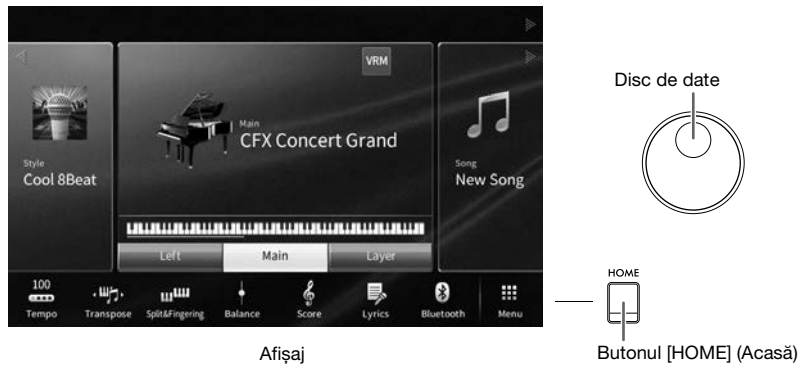 VRM
Main
CFX Concert Grand
Style
Cool 8Beat
Song
New Song
Left Main Layer
100
Tempo Transpose Split&Fingering Balance Score Lyrics Bluetooth Menu
Disc de date
HOME
Afișaj
Butonul [HOME] (Acasă)